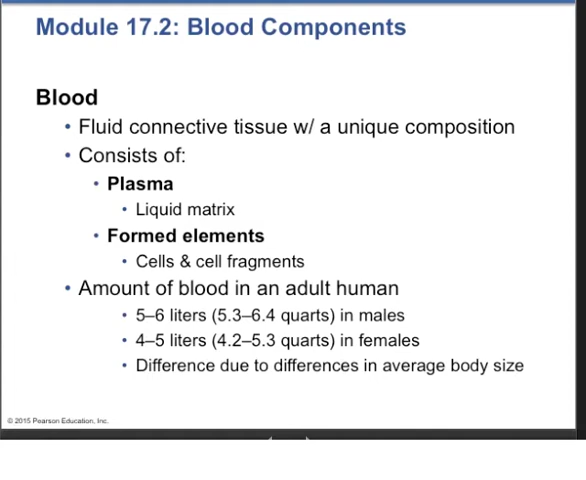 Module 17.2: Blood Components
Blood
• Fluid connective tissue w/ a unique composition
• Consists of:
• Plasma
• Liquid matrix
• Formed elements
• Cells & cell fragments
• Amount of blood in an adult human
• 5–6 liters (5.3–6.4 quarts) in males
• 4–5 liters (4.2–5.3 quarts) in females
• Difference due to differences in average body size
© 2015 Pearson Education, Inc.